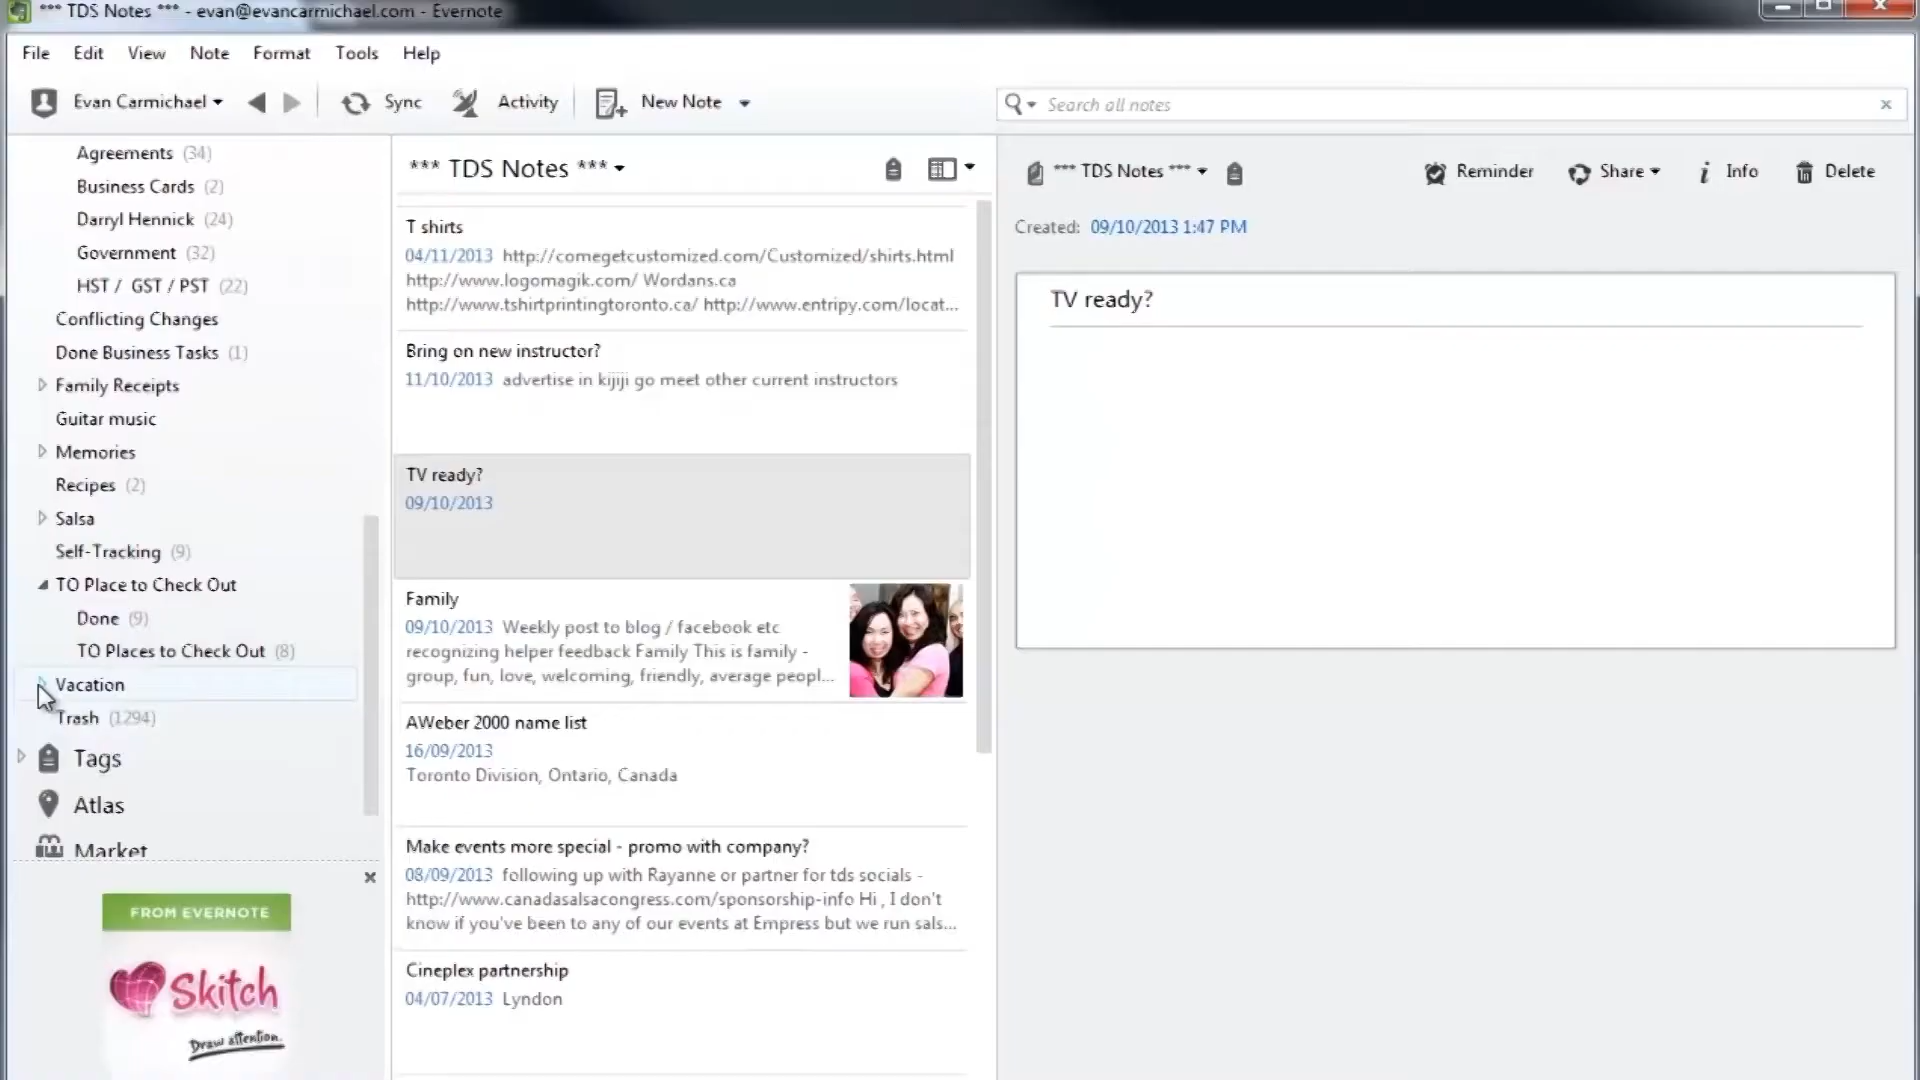 *** TDS Notes *** - evan@evancarmichael.com - Evernote
File Edit View Note Format Tools Help
Evan Carmichael Sync Activity New Note Search all notes
Agreements (34)
Business Cards (2)
Darryl Hennick (24)
Government (32)
HST / GST / PST (22)
Conflicting Changes
Done Business Tasks (1)
Family Receipts
Guitar music
Memories
Recipes (2)
Salsa
Self-Tracking (9)
TO Place to Check Out
Done (9)
TO Places to Check Out (8)
Vacation
Trash (1294)
Tags
Atlas
Market
FROM EVERNOTE
Skitch
Draw attention.
*** TDS Notes ***
T shirts
04/11/2013 http://comegetcustomized.com/Customized/shirts.html
http://www.logomagik.com/ Wordans.ca
http://www.tshirtprintingtoronto.ca/ http://www.entripy.com/locat...
Bring on new instructor?
11/10/2013 advertise in kijiji go meet other current instructors
TV ready?
09/10/2013
Family
09/10/2013 Weekly post to blog / facebook etc
recognizing helper feedback Family This is family -
group, fun, love, welcoming, friendly, average peopl...
AWeber 2000 name list
16/09/2013
Toronto Division, Ontario, Canada
Make events more special - promo with company?
08/09/2013 following up with Rayanne or partner for tds socials -
http://www.canadasalsacongress.com/sponsorship-info Hi , I don't
know if you've been to any of our events at Empress but we run sals...
Cineplex partnership
04/07/2013 Lyndon
*** TDS Notes *** Reminder Share Info Delete
Created: 09/10/2013 1:47 PM
TV ready?